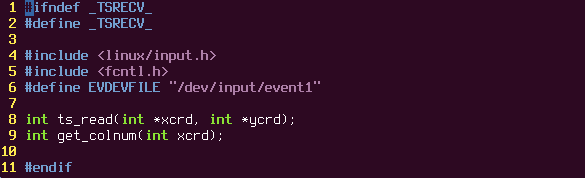 1 #ifndef _TSRECV_
2 #define _TSRECV_
3
4 #include <linux/input.h>
5 #include <fcntl.h>
6 #define EVDEVFILE "/dev/input/event1"
7
8 int ts_read(int *xcrd, int *ycrd);
9 int get_colnum(int xcrd);
10
11 #endif